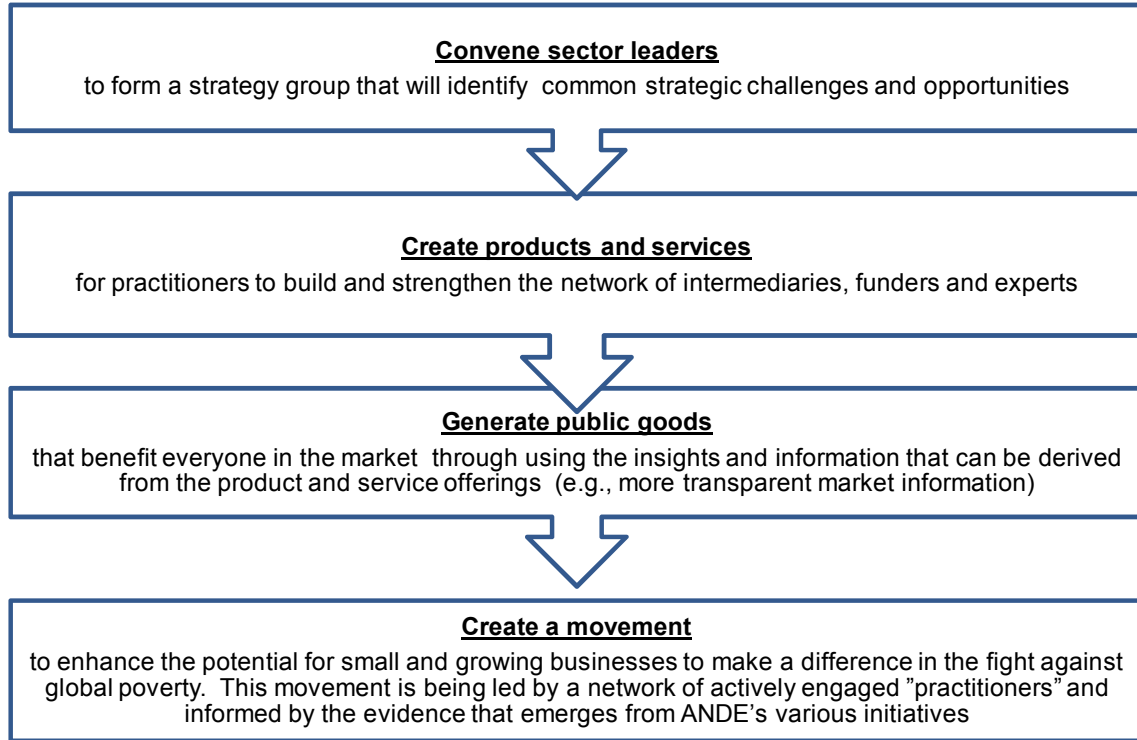 Convene sector leaders
to form a strategy group that will identify  common strategic challenges and opportunities
Create products and services
for practitioners to build and strengthen the network of intermediaries, funders and experts
Generate public goods
that benefit everyone in the market  through using the insights and information that can be derived
from the product and service offerings  (e.g., more transparent market information)
Create a movement
to enhance the potential for small and growing businesses to make a difference in the fight against
global poverty.  This movement is being led by a network of actively engaged ”practitioners” and
informed by the evidence that emerges from ANDE’s various initiatives